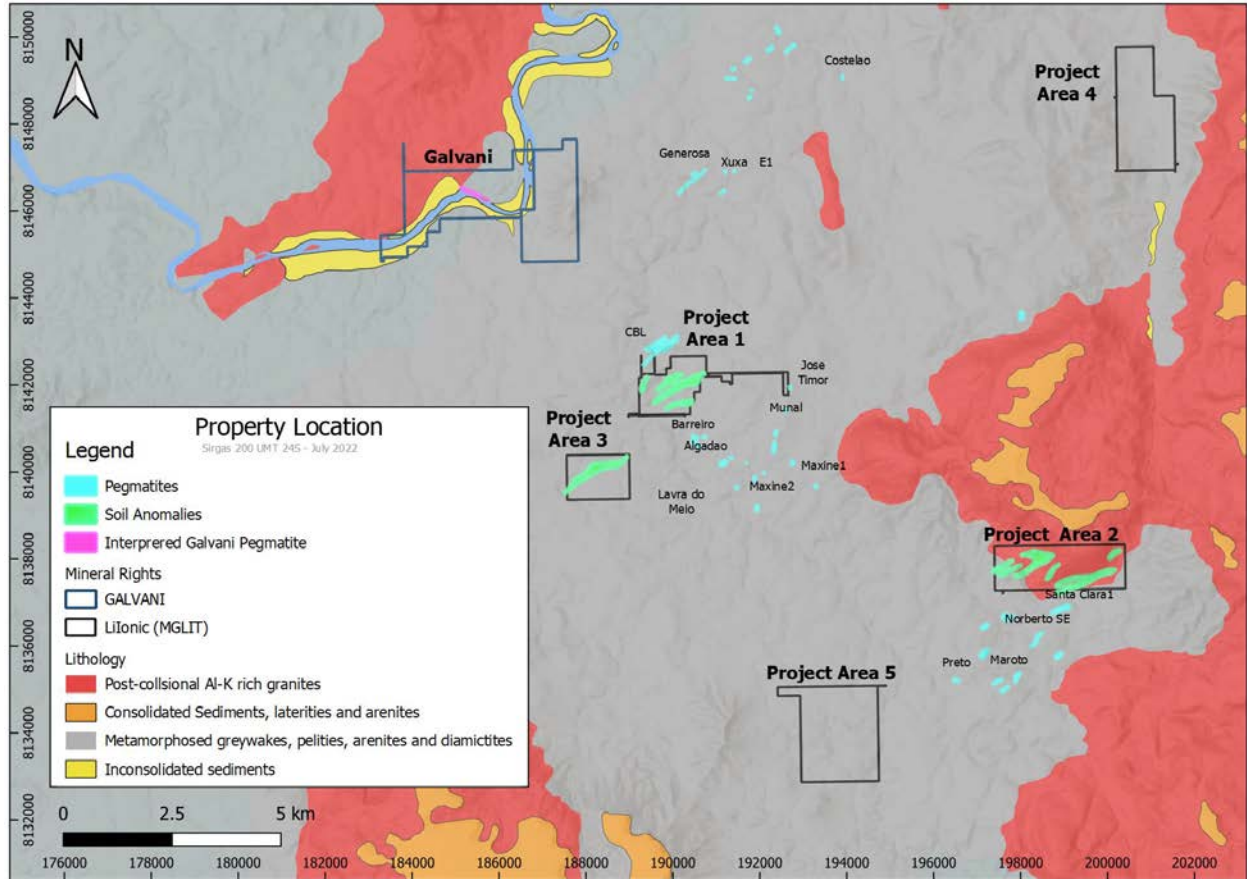 8150000
8148000
8146000
8144000
8142000
8140000
8138000
8136000
8134000
8132000
N
Costelao
Project
Area 4
Galvani
Generosa
Xuxa
E1
CBL
Project
Area 1
Jose
Timor
Munal
Project
Area 3
Barreiro
Algadao
Maxine1
Maxine2
Lavra do
Meio
Project Area 2
Santa Clara1
Norberto SE
Preto
Maroto
Project Area 5
Property Location
Sirgas 200 UMT 24S - July 2022
Legend
Pegmatites
Soil Anomalies
Interprered Galvani Pegmatite
Mineral Rights
GALVANI
LiIonic (MGLIT)
Lithology
Post-collsional Al-K rich granites
Consolidated Sediments, laterities and arenites
Metamorphosed greywakes, pelities, arenites and diamictites
Inconsolidated sediments
0 2.5 5 km
176000 178000 180000 182000 184000 186000 188000 190000 192000 194000 196000 198000 200000 202000